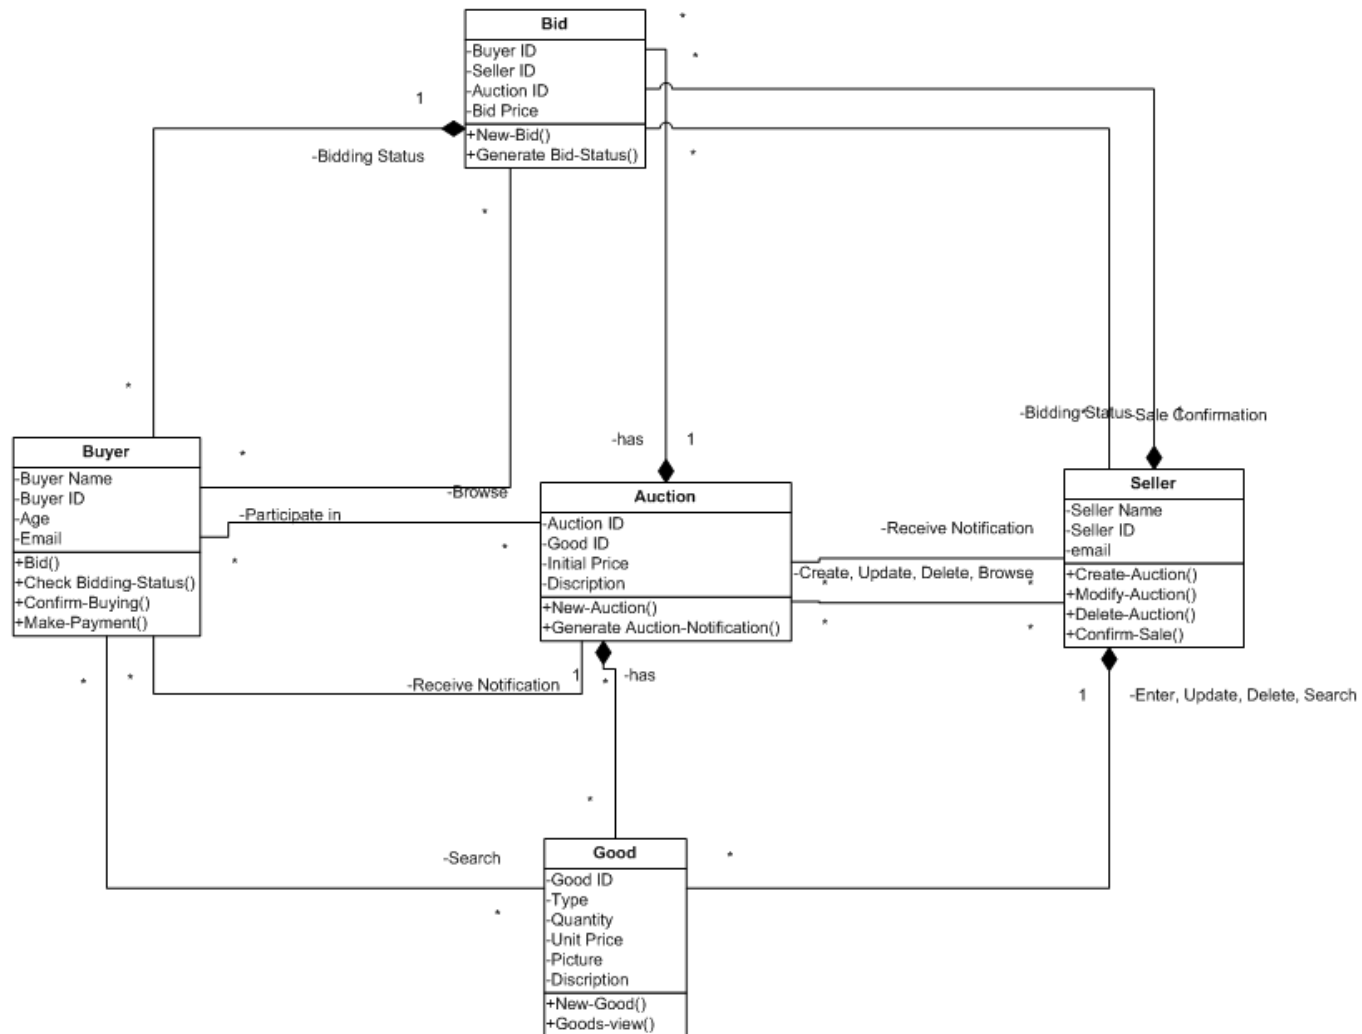 Bid
-Buyer ID
-Seller ID
-Auction ID
-Bid Price
+New-Bid()
+Generate Bid-Status()
*
*
1
-Bidding Status
*
*
*
-Bidding Status
*
-Sale Confirmation
1
-has
1
Buyer
-Buyer Name
-Buyer ID
-Age
-Email
+Bid()
+Check Bidding-Status()
+Confirm-Buying()
+Make-Payment()
*
-Browse
-Participate in
*
*
Auction
-Auction ID
-Good ID
-Initial Price
-Discription
+New-Auction()
+Generate Auction-Notification()
Seller
-Seller Name
-Seller ID
-email
+Create-Auction()
+Modify-Auction()
+Delete-Auction()
+Confirm-Sale()
-Receive Notification
-Create, Update, Delete, Browse
*
*
*
*
*
*
-Receive Notification
1
*
-has
1
-Enter, Update, Delete, Search
*
*
-Search
*
Good
-Good ID
-Type
-Quantity
-Unit Price
-Picture
-Discription
+New-Good()
+Goods-view()